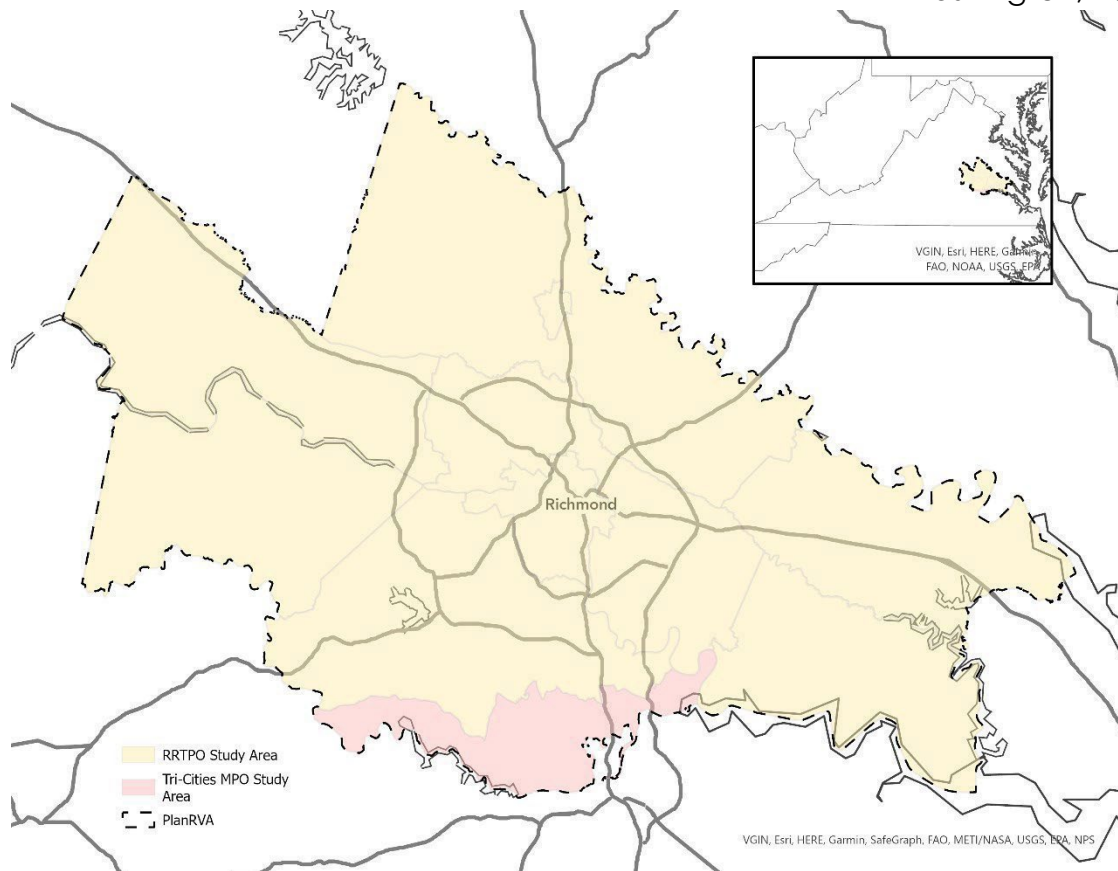 VGIN, Esri, HERE, Garmin,
FAO, NOAA, USGS, EPA
Richmond
RRTPO Study Area
Tri-Cities MPO Study
Area
PlanRVA
VGIN, Esri, HERE, Garmin, SafeGraph, FAO, METI/NASA, USGS, EPA, NPS